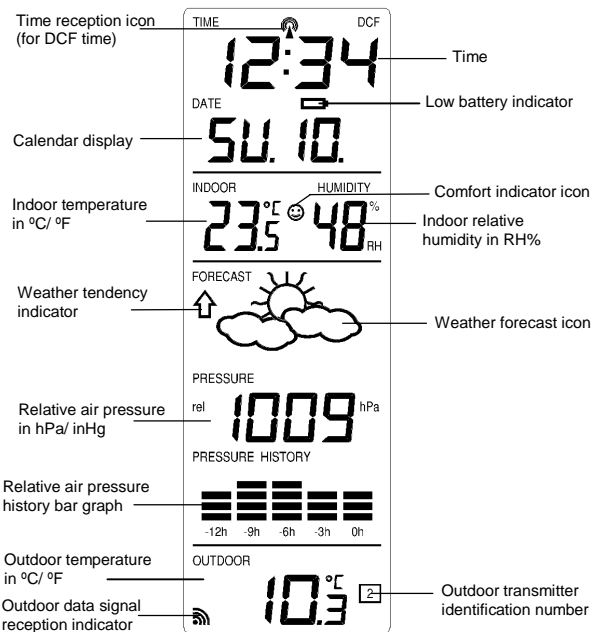 Time reception icon
(for DCF time)
TIME
DCF
12:34
Time
DATE
Low battery indicator
Calendar display
SU. 10.
INDOOR
HUMIDITY
Comfort indicator icon
Indoor temperature
in ºC/ ºF
23.5 °C
48 % RH
Indoor relative
humidity in RH%
FORECAST
Weather tendency
indicator
Weather forecast icon
PRESSURE
Relative air pressure
in hPa/ inHg
rel
1009
hPa
PRESSURE HISTORY
Relative air pressure
history bar graph
-12h -9h -6h -3h 0h
Outdoor temperature
in ºC/ ºF
OUTDOOR
10.3 °C
2
Outdoor transmitter
identification number
Outdoor data signal
reception indicator